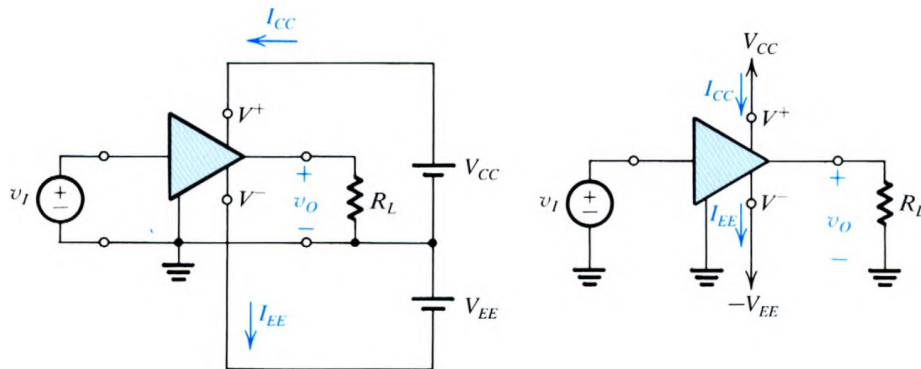 I_CC
V^+
v_I
+
−
V^−
+
v_O
−
R_L
V_CC
V_EE
I_EE
V_CC
I_CC
V^+
v_I
+
−
I_EE
V^−
+
v_O
−
R_L
−V_EE